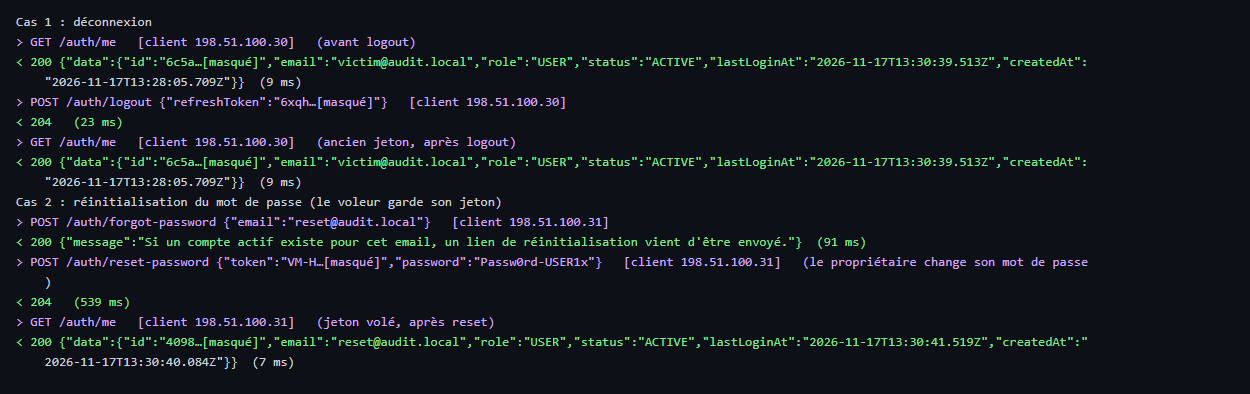 Cas 1 : déconnexion
> GET /auth/me   [client 198.51.100.30]   (avant logout)
< 200 {"data":{"id":"6c5a…[masqué]","email":"victim@audit.local","role":"USER","status":"ACTIVE","lastLoginAt":"2026-11-17T13:30:39.513Z","createdAt":
    "2026-11-17T13:28:05.709Z"}}  (9 ms)
> POST /auth/logout {"refreshToken":"6xqh…[masqué]"}   [client 198.51.100.30]
< 204   (23 ms)
> GET /auth/me   [client 198.51.100.30]   (ancien jeton, après logout)
< 200 {"data":{"id":"6c5a…[masqué]","email":"victim@audit.local","role":"USER","status":"ACTIVE","lastLoginAt":"2026-11-17T13:30:39.513Z","createdAt":
    "2026-11-17T13:28:05.709Z"}}  (9 ms)
Cas 2 : réinitialisation du mot de passe (le voleur garde son jeton)
> POST /auth/forgot-password {"email":"reset@audit.local"}   [client 198.51.100.31]
< 200 {"message":"Si un compte actif existe pour cet email, un lien de réinitialisation vient d'être envoyé."}  (91 ms)
> POST /auth/reset-password {"token":"VM-H…[masqué]","password":"Passw0rd-USER1x"}   [client 198.51.100.31]   (le propriétaire change son mot de passe
    )
< 204   (539 ms)
> GET /auth/me   [client 198.51.100.31]   (jeton volé, après reset)
< 200 {"data":{"id":"4098…[masqué]","email":"reset@audit.local","role":"USER","status":"ACTIVE","lastLoginAt":"2026-11-17T13:30:41.519Z","createdAt":"
    2026-11-17T13:30:40.084Z"}}  (7 ms)